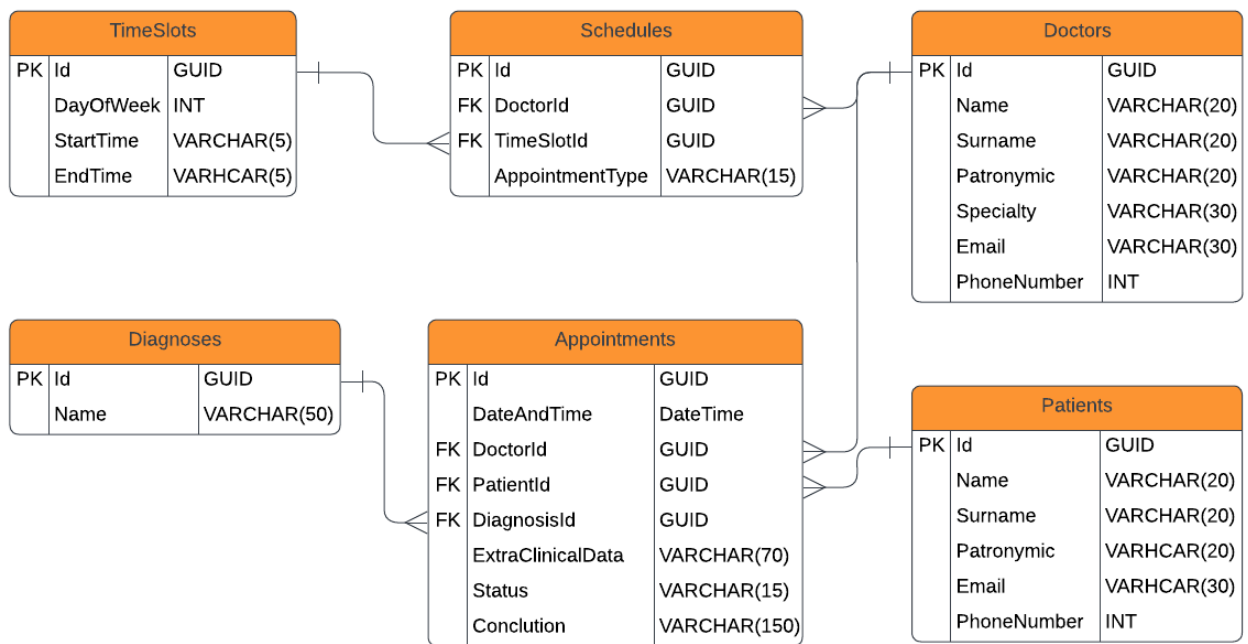 TimeSlots
PK Id GUID
DayOfWeek INT
StartTime VARCHAR(5)
EndTime VARHCAR(5)
Schedules
PK Id GUID
FK DoctorId GUID
FK TimeSlotId GUID
AppointmentType VARCHAR(15)
Doctors
PK Id GUID
Name VARCHAR(20)
Surname VARCHAR(20)
Patronymic VARCHAR(20)
Specialty VARCHAR(30)
Email VARCHAR(30)
PhoneNumber INT
Diagnoses
PK Id GUID
Name VARCHAR(50)
Appointments
PK Id GUID
DateAndTime DateTime
FK DoctorId GUID
FK PatientId GUID
FK DiagnosisId GUID
ExtraClinicalData VARCHAR(70)
Status VARCHAR(15)
Conclution VARCHAR(150)
Patients
PK Id GUID
Name VARCHAR(20)
Surname VARCHAR(20)
Patronymic VARHCAR(20)
Email VARHCAR(30)
PhoneNumber INT